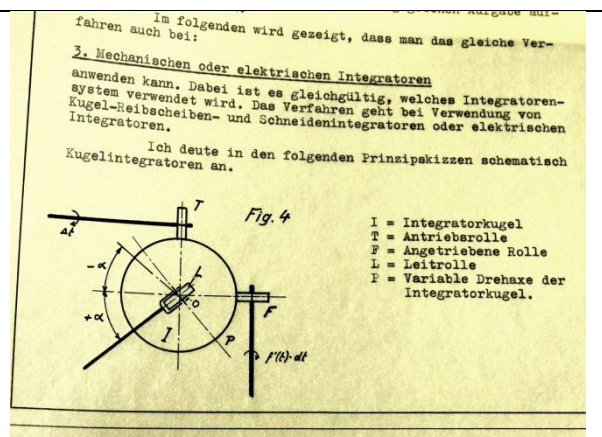 gleichen Aufgabe auf-
Im folgenden wird gezeigt, dass man das gleiche Ver-
fahren auch bei:
3. Mechanischen oder elektrischen Integratoren
anwenden kann. Dabei ist es gleichgültig, welches Integratoren-
system verwendet wird. Das Verfahren geht bei Verwendung von
Kugel-Reibscheiben- und Schneidenintegratoren oder elektrischen
Integratoren.
Ich deute in den folgenden Prinzipskizzen schematisch
Kugelintegratoren an.
Fig. 4
T
Δt
-α
L
O
F
+α
I
P
f'(t)·dt
I = Integratorkugel
T = Antriebsrolle
F = Angetriebene Rolle
L = Leitrolle
P = Variable Drehaxe der
Integratorkugel.